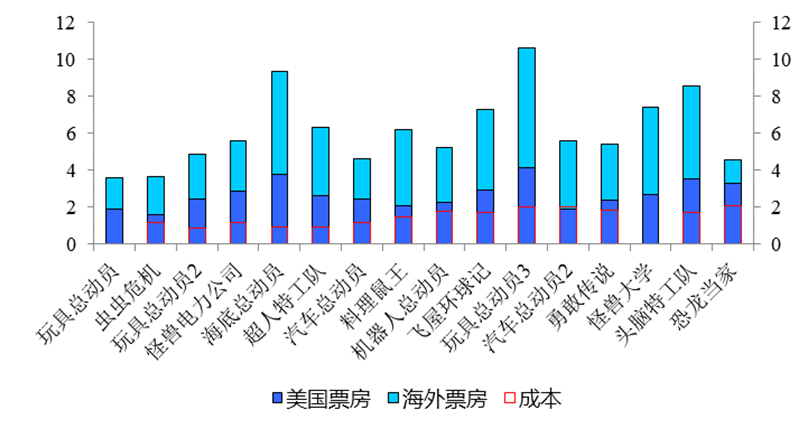 12 12
10 10
8 8
6 6
4 4
2 2
0 0
玩具总动员
虫虫危机
玩具总动员2
怪兽电力公司
海底总动员
超人特工队
汽车总动员
料理鼠王
机器人总动员
飞屋环球记
玩具总动员3
汽车总动员2
勇敢传说
怪兽大学
头脑特工队
恐龙当家
美国票房 海外票房 成本